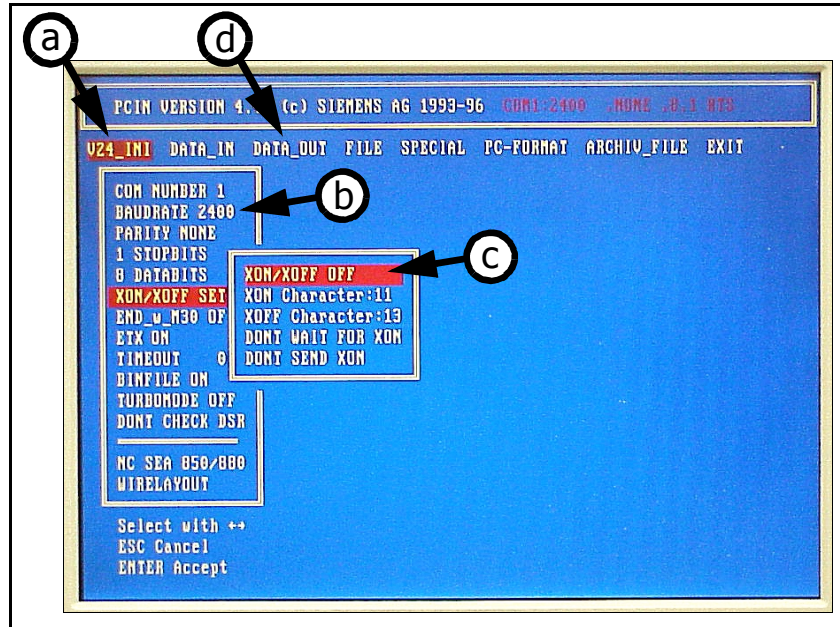 a
d
PCIN VERSION 4. (c) SIEMENS AG 1993-96 COM1:2400 ,NONE ,8,1 RTS
V24_INI DATA_IN DATA_OUT FILE SPECIAL PC-FORMAT ARCHIV_FILE EXIT
COM NUMBER 1
BAUDRATE 2400
b
PARITY NONE
1 STOPBITS
8 DATABITS
c
XON/XOFF OFF
XON/XOFF SET
XON Character:11
END_w_M30 OF
XOFF Character:13
ETX ON
DONT WAIT FOR XON
TIMEOUT 0
DONT SEND XON
BINFILE ON
TURBOMODE OFF
DONT CHECK DSR
NC SEA 850/880
WIRELAYOUT
Select with ↔
ESC Cancel
ENTER Accept